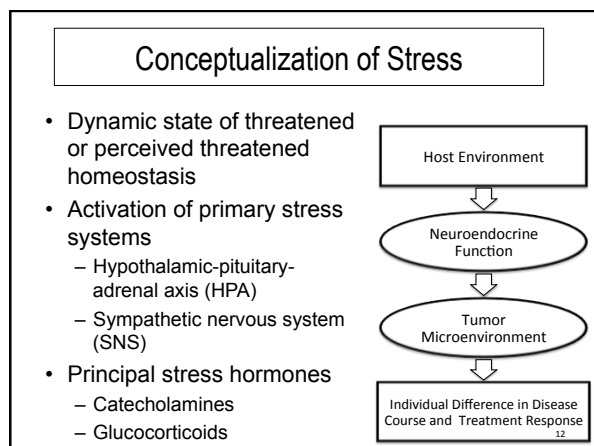 Conceptualization of Stress
• Dynamic state of threatened
or perceived threatened
homeostasis
• Activation of primary stress
systems
– Hypothalamic-pituitary-
adrenal axis (HPA)
– Sympathetic nervous system
(SNS)
• Principal stress hormones
– Catecholamines
– Glucocorticoids
Host Environment
Neuroendocrine
Function
Tumor
Microenvironment
Individual Difference in Disease
Course and Treatment Response
12